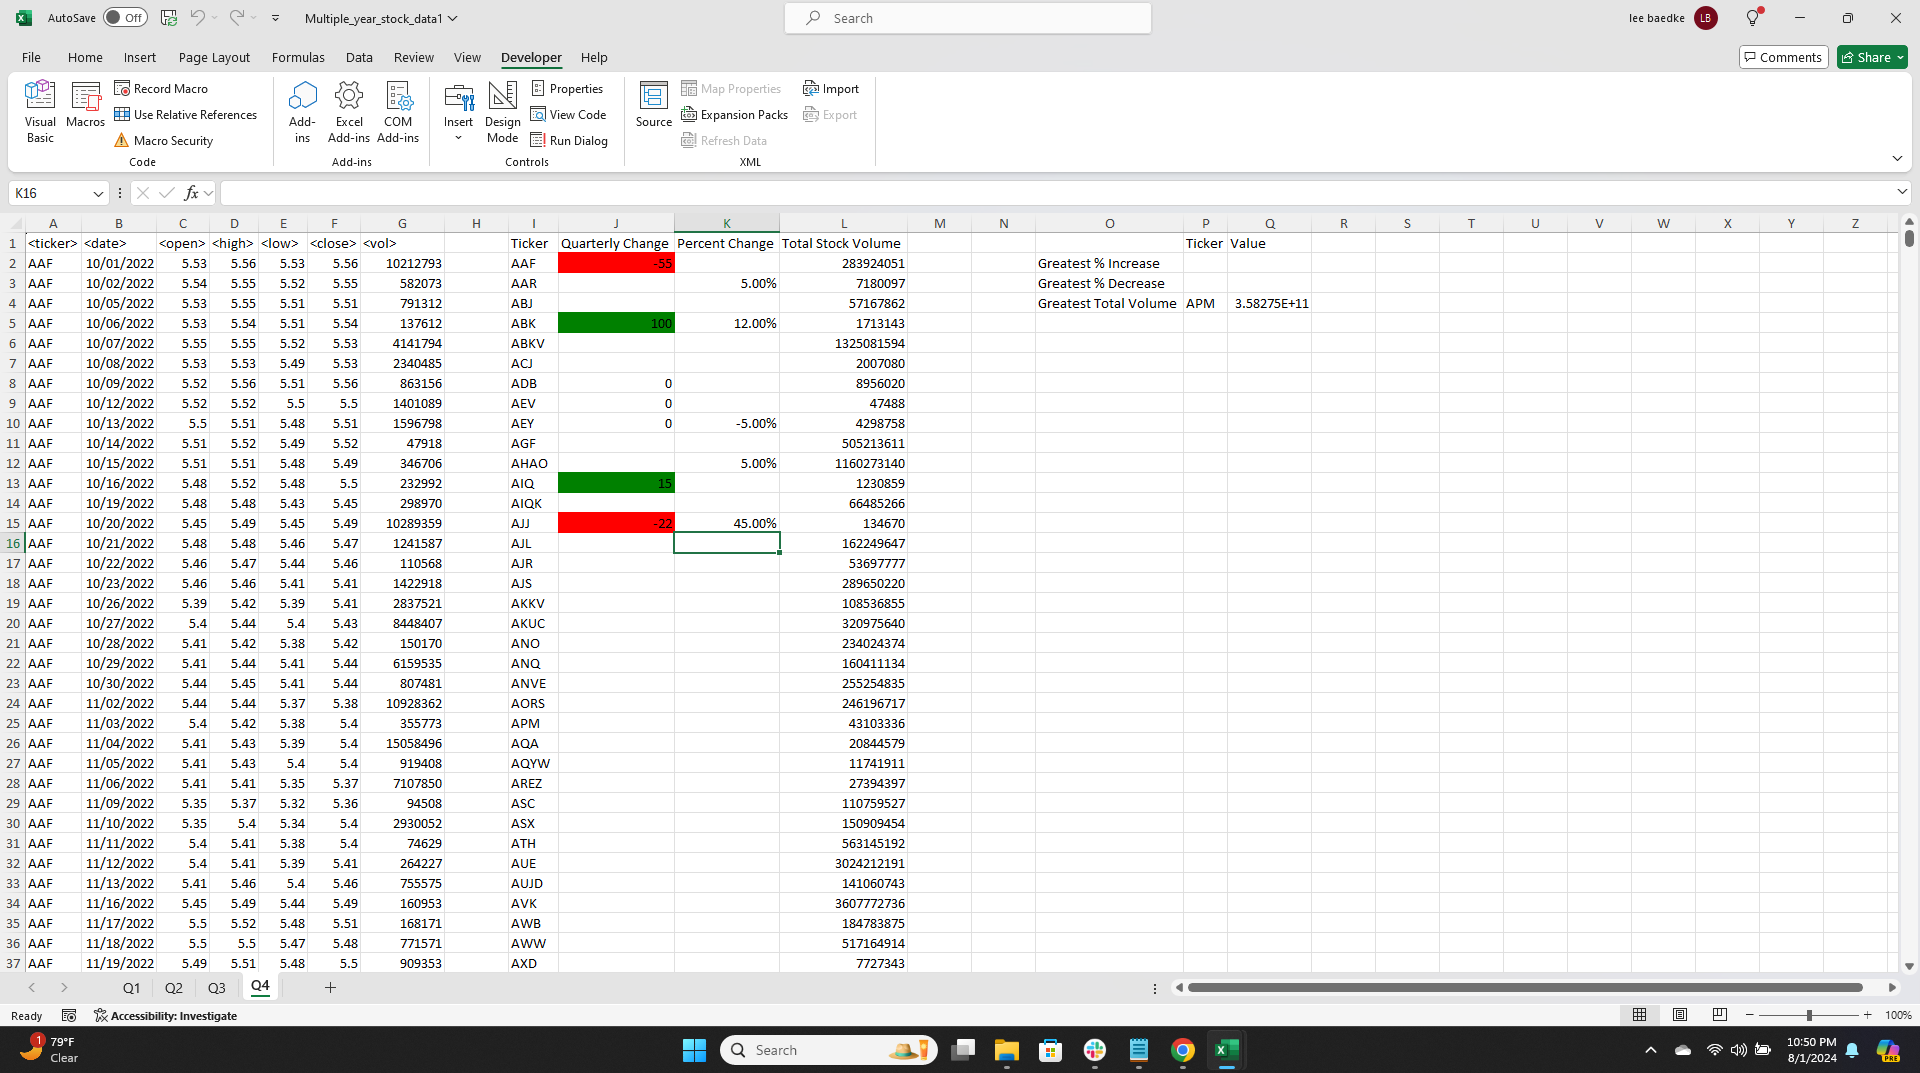 AutoSave Off Multiple_year_stock_data1 Search lee baedke LB
File Home Insert Page Layout Formulas Data Review View Developer Help Comments Share
Visual Basic Macros Record Macro Use Relative References Macro Security Code
Add-ins Excel Add-ins COM Add-ins Add-ins
Insert Design Mode Properties View Code Run Dialog Controls
Source Map Properties Expansion Packs Refresh Data Import Export XML
K16 fx
A B C D E F G H I J K L M N O P Q R S T U V W X Y Z
1 <ticker> <date> <open> <high> <low> <close> <vol> Ticker Quarterly Change Percent Change Total Stock Volume Ticker Value
2 AAF 10/01/2022 5.53 5.56 5.53 5.56 10212793 AAF -55 283924051 Greatest % Increase
3 AAF 10/02/2022 5.54 5.55 5.52 5.55 582073 AAR 5.00% 7180097 Greatest % Decrease
4 AAF 10/05/2022 5.53 5.55 5.51 5.51 791312 ABJ 57167862 Greatest Total Volume APM 3.58275E+11
5 AAF 10/06/2022 5.53 5.54 5.51 5.54 137612 ABK 100 12.00% 1713143
6 AAF 10/07/2022 5.55 5.55 5.52 5.53 4141794 ABKV 1325081594
7 AAF 10/08/2022 5.53 5.53 5.49 5.53 2340485 ACJ 2007080
8 AAF 10/09/2022 5.52 5.56 5.51 5.56 863156 ADB 0 8956020
9 AAF 10/12/2022 5.52 5.52 5.5 5.5 1401089 AEV 0 47488
10 AAF 10/13/2022 5.5 5.51 5.48 5.51 1596798 AEY 0 -5.00% 4298758
11 AAF 10/14/2022 5.51 5.52 5.49 5.52 47918 AGF 505213611
12 AAF 10/15/2022 5.51 5.51 5.48 5.49 346706 AHAO 5.00% 1160273140
13 AAF 10/16/2022 5.48 5.52 5.48 5.5 232992 AIQ 15 1230859
14 AAF 10/19/2022 5.48 5.48 5.43 5.45 298970 AIQK 66485266
15 AAF 10/20/2022 5.45 5.49 5.45 5.49 10289359 AJJ -22 45.00% 134670
16 AAF 10/21/2022 5.48 5.48 5.46 5.47 1241587 AJL 162249647
17 AAF 10/22/2022 5.46 5.47 5.44 5.46 110568 AJR 53697777
18 AAF 10/23/2022 5.46 5.46 5.41 5.41 1422918 AJS 289650220
19 AAF 10/26/2022 5.39 5.42 5.39 5.41 2837521 AKKV 108536855
20 AAF 10/27/2022 5.4 5.44 5.4 5.43 8448407 AKUC 320975640
21 AAF 10/28/2022 5.41 5.42 5.38 5.42 150170 ANO 234024374
22 AAF 10/29/2022 5.41 5.44 5.41 5.44 6159535 ANQ 160411134
23 AAF 10/30/2022 5.44 5.45 5.41 5.44 807481 ANVE 255254835
24 AAF 11/02/2022 5.44 5.44 5.37 5.38 10928362 AORS 246196717
25 AAF 11/03/2022 5.4 5.42 5.38 5.4 355773 APM 43103336
26 AAF 11/04/2022 5.41 5.43 5.39 5.4 15058496 AQA 20844579
27 AAF 11/05/2022 5.41 5.43 5.4 5.4 919408 AQYW 11741911
28 AAF 11/06/2022 5.41 5.41 5.35 5.37 7107850 AREZ 27394397
29 AAF 11/09/2022 5.35 5.37 5.32 5.36 94508 ASC 110759527
30 AAF 11/10/2022 5.35 5.4 5.34 5.4 2930052 ASX 150909454
31 AAF 11/11/2022 5.4 5.41 5.38 5.4 74629 ATH 563145192
32 AAF 11/12/2022 5.4 5.41 5.39 5.41 264227 AUE 3024212191
33 AAF 11/13/2022 5.41 5.46 5.4 5.46 755575 AUJD 141060743
34 AAF 11/16/2022 5.45 5.49 5.44 5.49 160953 AVK 3607772736
35 AAF 11/17/2022 5.5 5.52 5.48 5.51 168171 AWB 184783875
36 AAF 11/18/2022 5.5 5.5 5.47 5.48 771571 AWW 517164914
37 AAF 11/19/2022 5.49 5.51 5.48 5.5 909353 AXD 7727343
Q1 Q2 Q3 Q4
Ready Accessibility: Investigate 100%
1 79°F Search 10:50 PM
Clear 8/1/2024 PRE